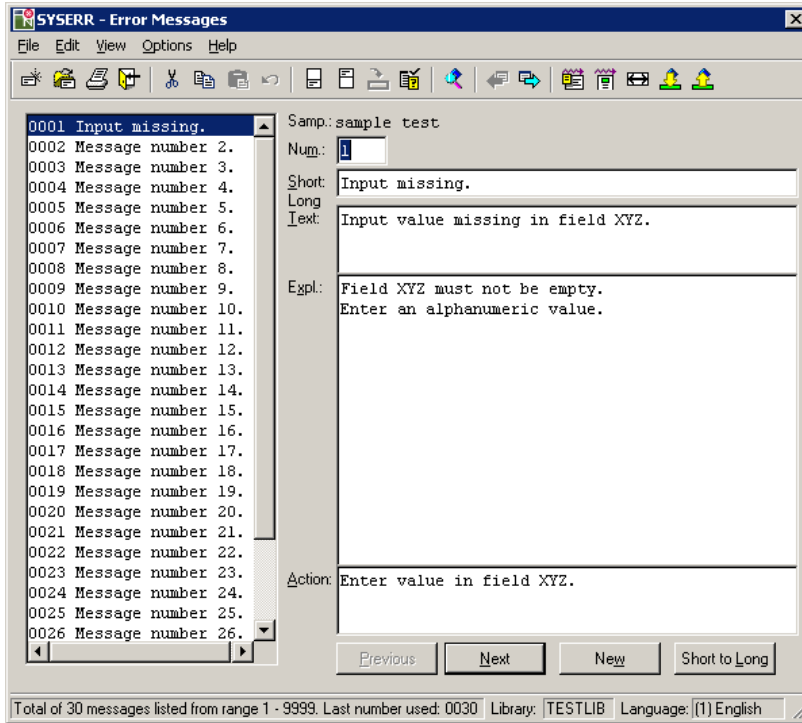 SYSERR - Error Messages
File Edit View Options Help
Samp.: sample test
Num.: 1
Short: Input missing.
Long
Text: Input value missing in field XYZ.
Expl.: Field XYZ must not be empty.
Enter an alphanumeric value.
Action: Enter value in field XYZ.
0001 Input missing.
0002 Message number 2.
0003 Message number 3.
0004 Message number 4.
0005 Message number 5.
0006 Message number 6.
0007 Message number 7.
0008 Message number 8.
0009 Message number 9.
0010 Message number 10.
0011 Message number 11.
0012 Message number 12.
0013 Message number 13.
0014 Message number 14.
0015 Message number 15.
0016 Message number 16.
0017 Message number 17.
0018 Message number 18.
0019 Message number 19.
0020 Message number 20.
0021 Message number 21.
0022 Message number 22.
0023 Message number 23.
0024 Message number 24.
0025 Message number 25.
0026 Message number 26.
Previous Next New Short to Long
Total of 30 messages listed from range 1 - 9999. Last number used: 0030 Library: TESTLIB Language: (1) English